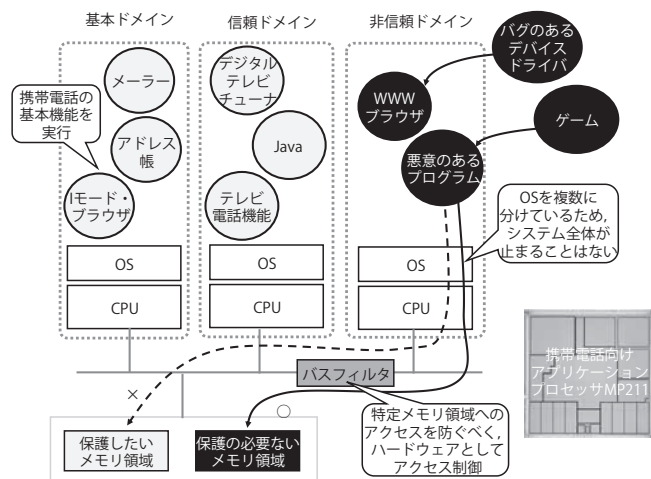 基本ドメイン
信頼ドメイン
非信頼ドメイン
バグのある
デバイス
ドライバ
メーラー
デジタル
テレビ
チューナ
携帯電話の
基本機能を
実行
WWW
ブラウザ
ゲーム
アドレス
帳
Java
悪意のある
プログラム
Iモード・
ブラウザ
テレビ
電話機能
OSを複数に
分けているため,
システム全体が
止まることはない
OS
OS
OS
CPU
CPU
CPU
携帯電話向け
アプリケーション
プロセッサMP211
バスフィルタ
×
○
特定メモリ領域への
アクセスを防ぐべく,
ハードウェアとして
アクセス制御
保護したい
メモリ領域
保護の必要ない
メモリ領域